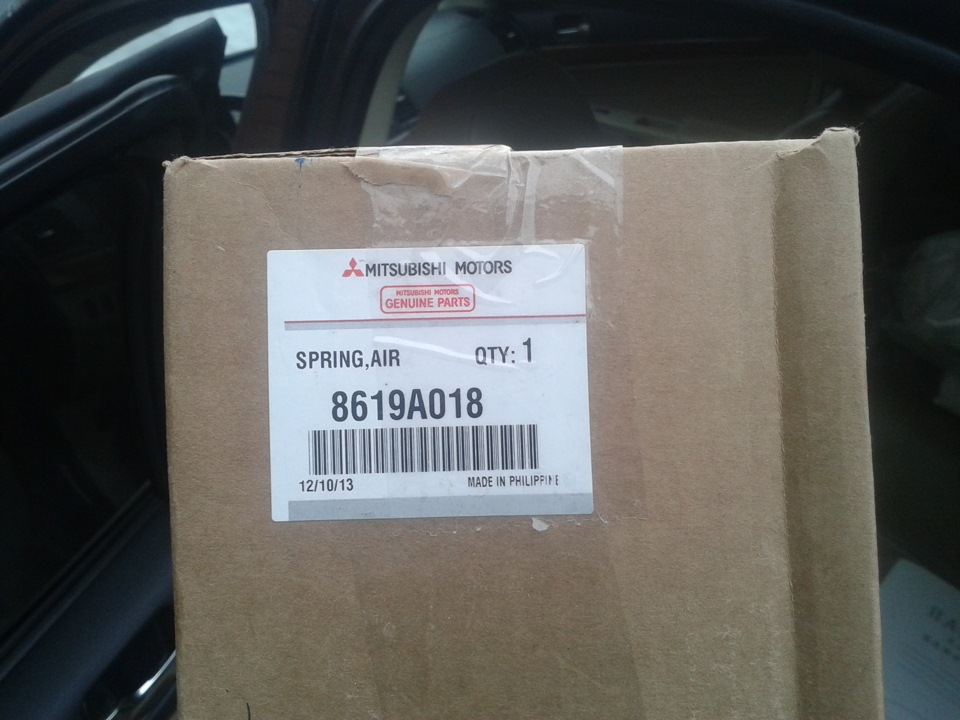 MITSUBISHI MOTORS
MITSUBISHI MOTORS
GENUINE PARTS
SPRING,AIR QTY: 1
8619A018
12/10/13 MADE IN PHILIPPINE